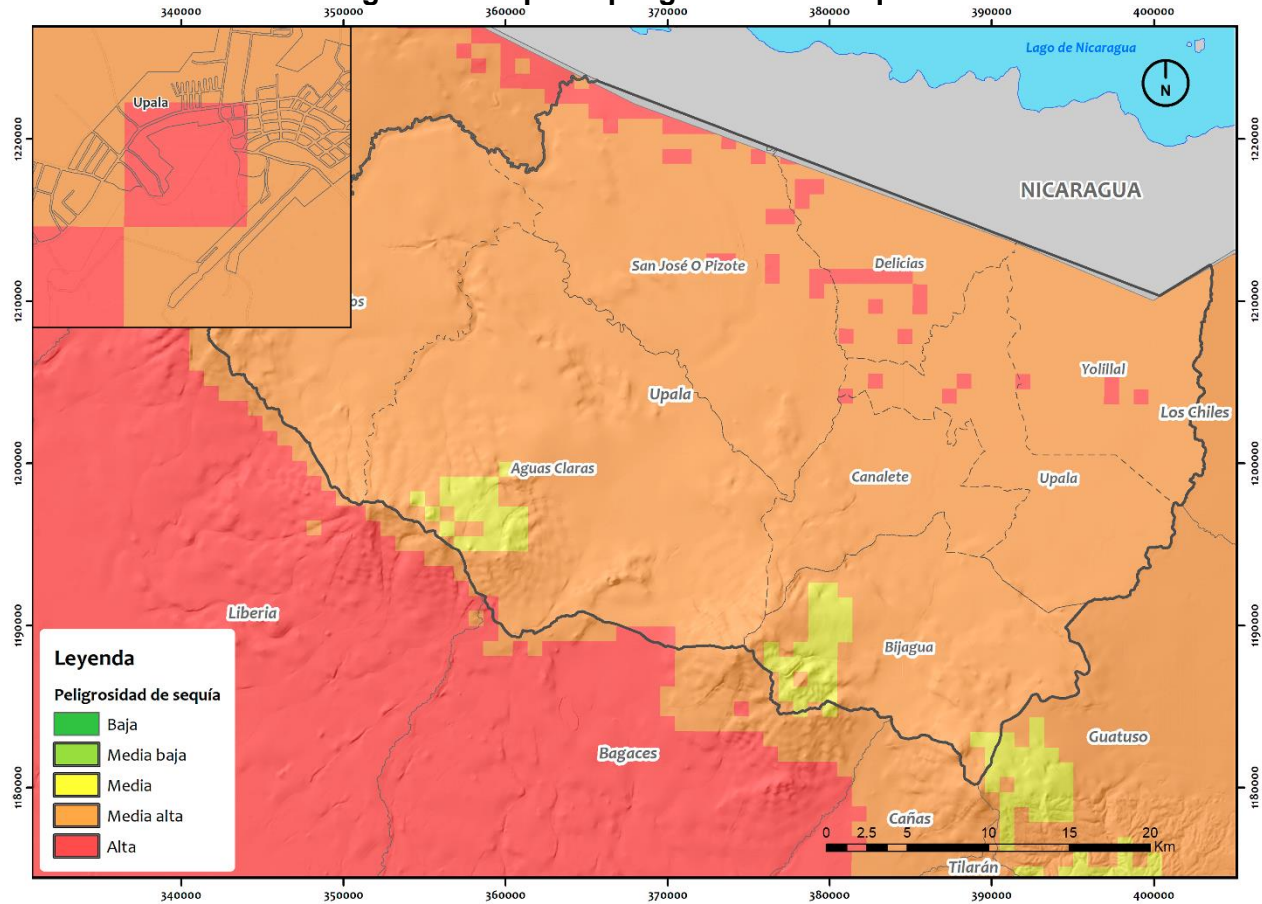 340000 350000 360000 370000 380000 390000 400000
Lago de Nicaragua
N
Upala
1220000 1220000
NICARAGUA
San José O Pizote
Delicias
os
1210000 1210000
Yolillal
Upala
Los Chiles
Aguas Claras
1200000 1200000
Canalete
Upala
Liberia
1190000 1190000
Bijagua
Leyenda
Peligrosidad de sequía
Baja
Media baja
Media
Media alta
Alta
Guatuso
Bagaces
1180000 1180000
Cañas
0 2.5 5 10 15 20
Km
Tilarán
340000 350000 360000 370000 380000 390000 400000